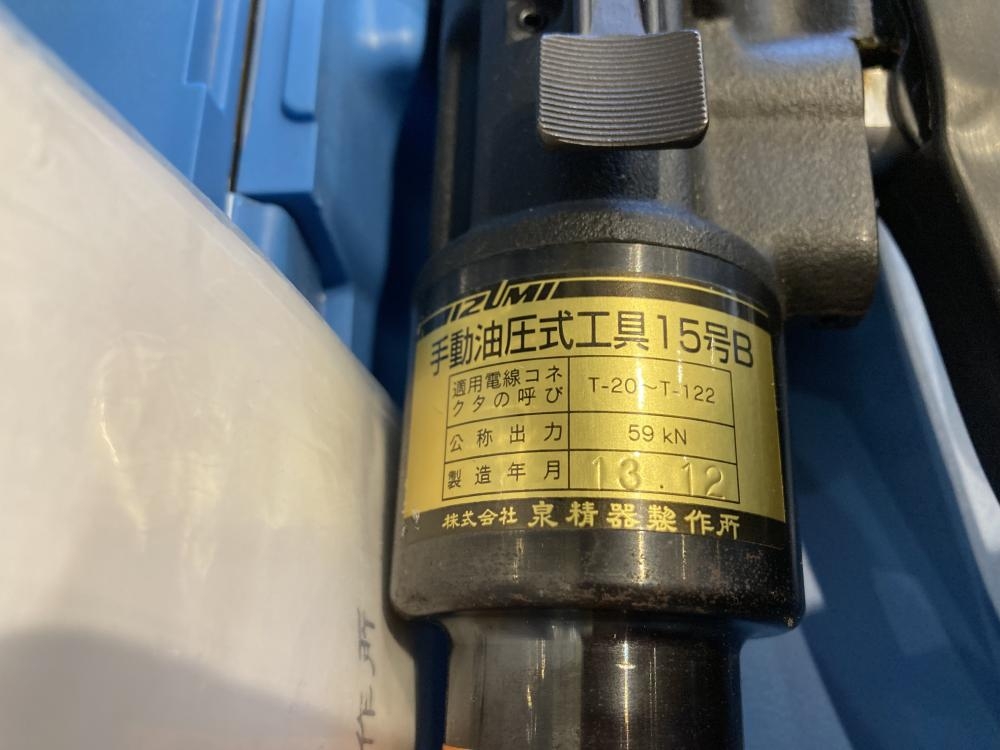 IZUMI
手動油圧式工具15号B
適用電線コネ
クタの呼び
T-20～T-122
公称出力
59 kN
製造年月
13.12
株式会社 泉精器製作所
作所